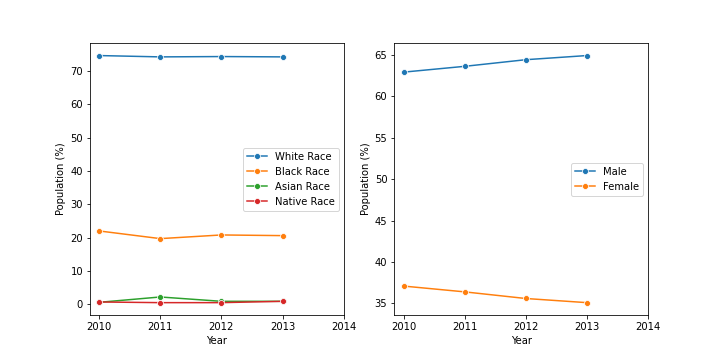 Population (%)
70
60
50
40
30
20
10
0
2010 2011 2012 2013 2014
Year
White Race
Black Race
Asian Race
Native Race
Population (%)
65
60
55
50
45
40
35
2010 2011 2012 2013 2014
Year
Male
Female